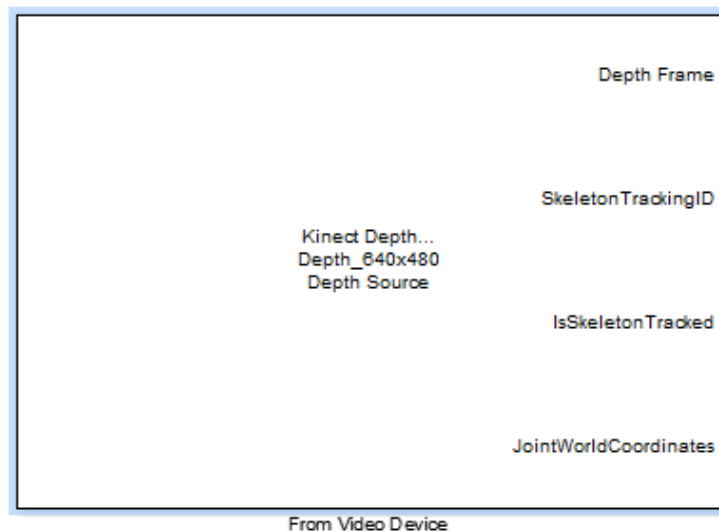 Depth Frame
SkeletonTrackingID
Kinect Depth...
Depth_640x480
Depth Source
IsSkeletonTracked
JointWorldCoordinates
From Video Device